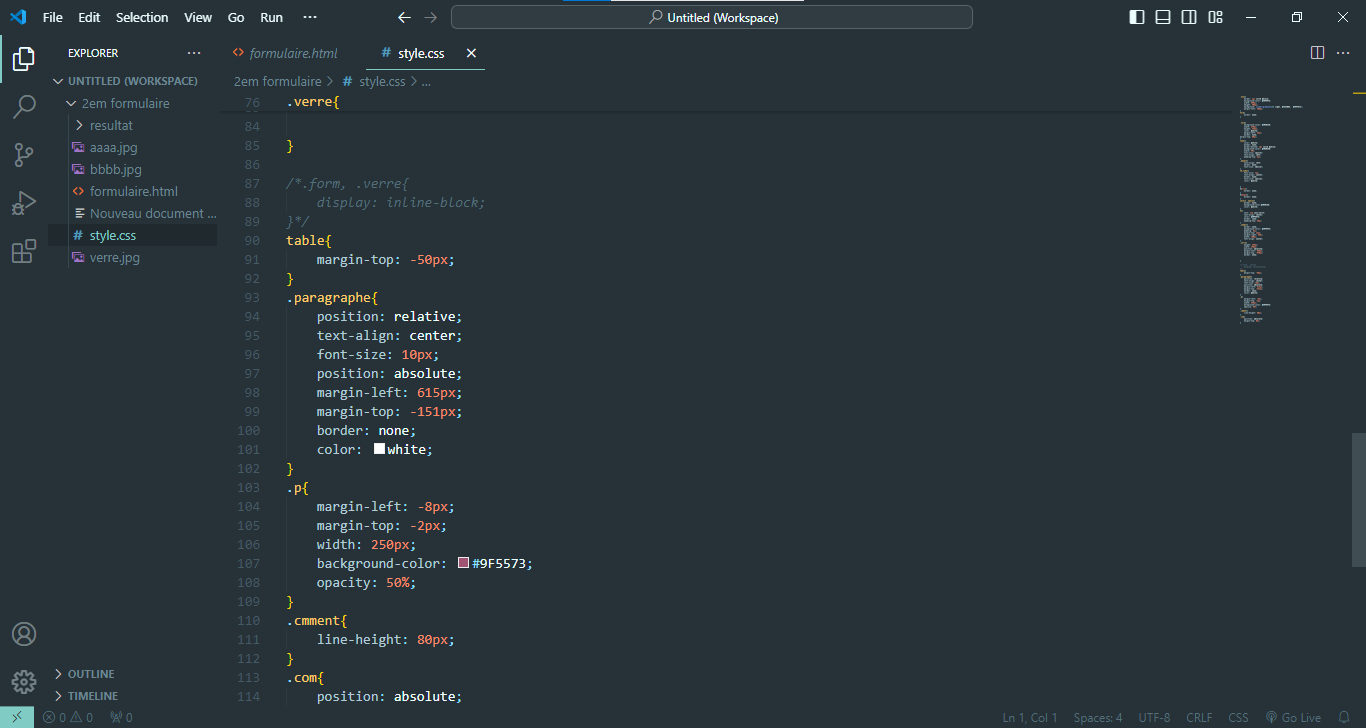 File Edit Selection View Go Run ··· Untitled (Workspace)
EXPLORER ··· formulaire.html # style.css
UNTITLED (WORKSPACE)
2em formulaire > # style.css > ...
2em formulaire
resultat
aaaa.jpg
bbbb.jpg
formulaire.html
Nouveau document ...
# style.css
verre.jpg
OUTLINE
TIMELINE
76 .verre{
84
85 }
86
87 /*.form, .verre{
88 display: inline-block;
89 }*/
90 table{
91 margin-top: -50px;
92 }
93 .paragraphe{
94 position: relative;
95 text-align: center;
96 font-size: 10px;
97 position: absolute;
98 margin-left: 615px;
99 margin-top: -151px;
100 border: none;
101 color: white;
102 }
103 .p{
104 margin-left: -8px;
105 margin-top: -2px;
106 width: 250px;
107 background-color: #9F5573;
108 opacity: 50%;
109 }
110 .cmment{
111 line-height: 80px;
112 }
113 .com{
114 position: absolute;
0 0 0 Ln 1, Col 1 Spaces: 4 UTF-8 CRLF CSS Go Live